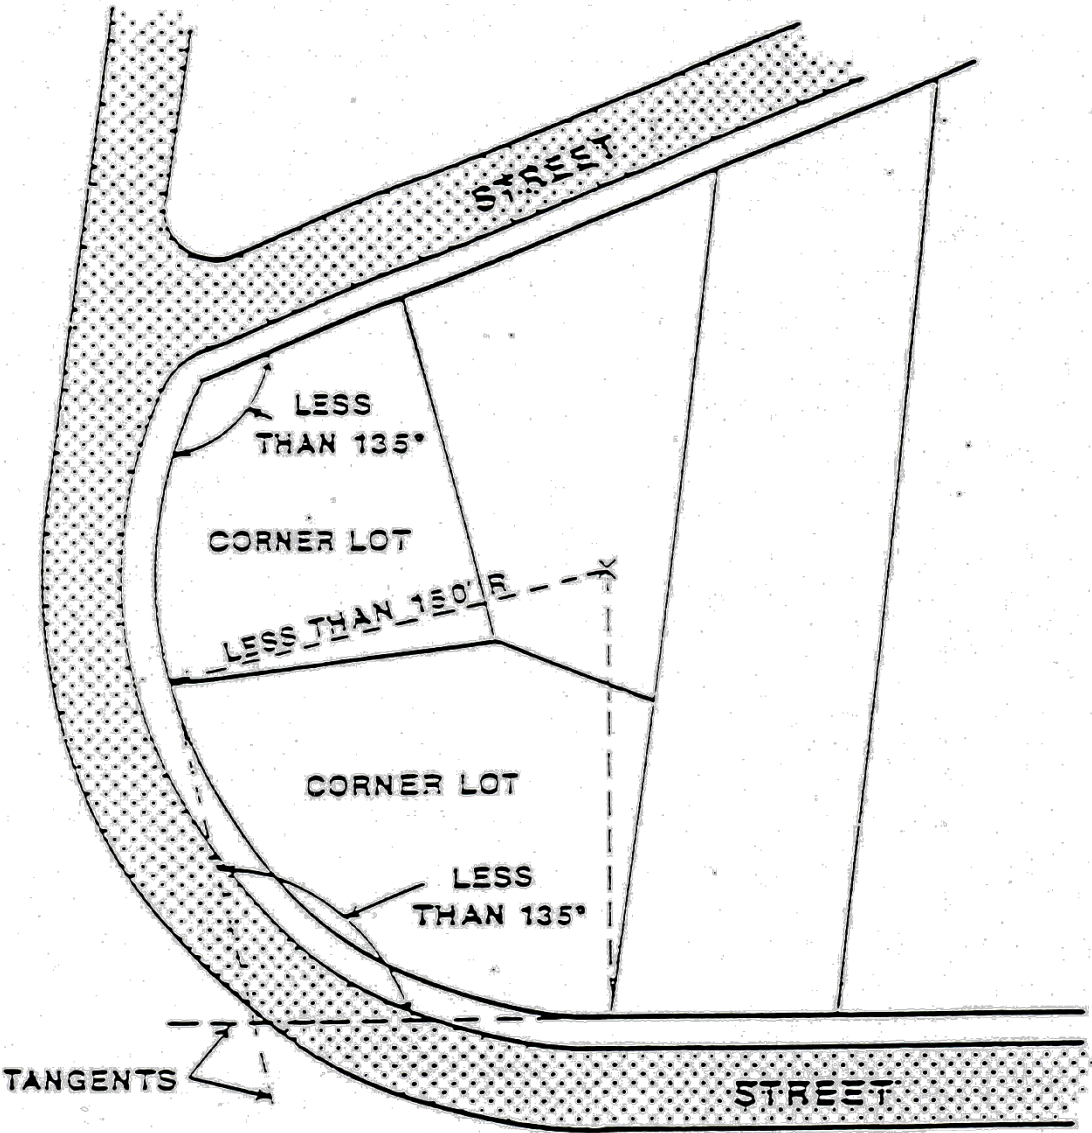 STREET
LESS
THAN 135°
CORNER LOT
LESS THAN 150' R
CORNER LOT
LESS
THAN 135°
TANGENTS
STREET